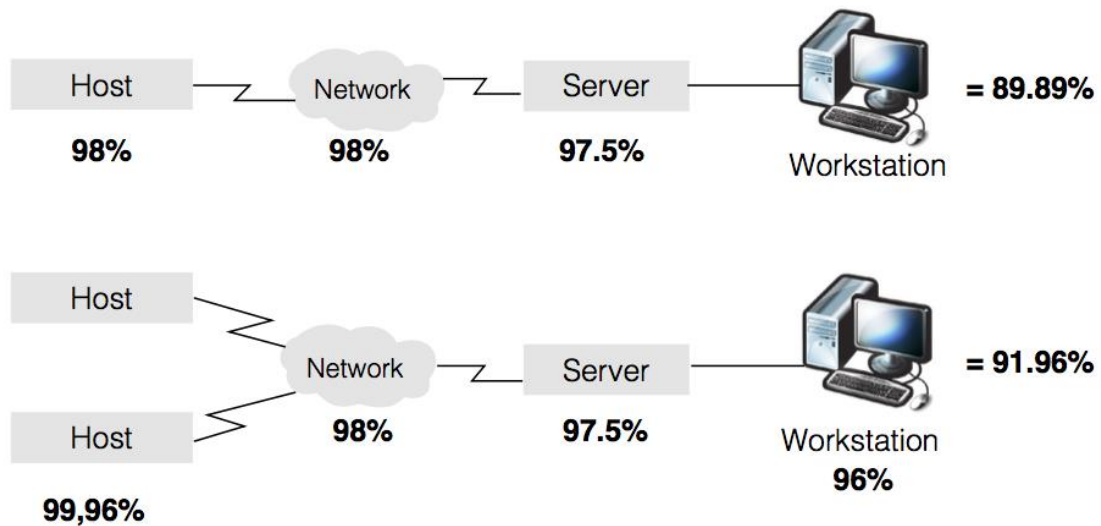 Host
Network
Server
= 89.89%
98%
98%
97.5%
Workstation
Host
Network
Server
= 91.96%
Host
98%
97.5%
Workstation
96%
99,96%